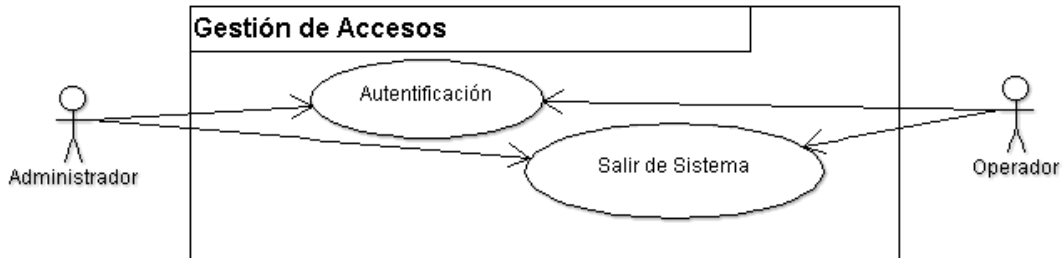 Gestión de Accesos
Autentificación
Salir de Sistema
Administrador
Operador